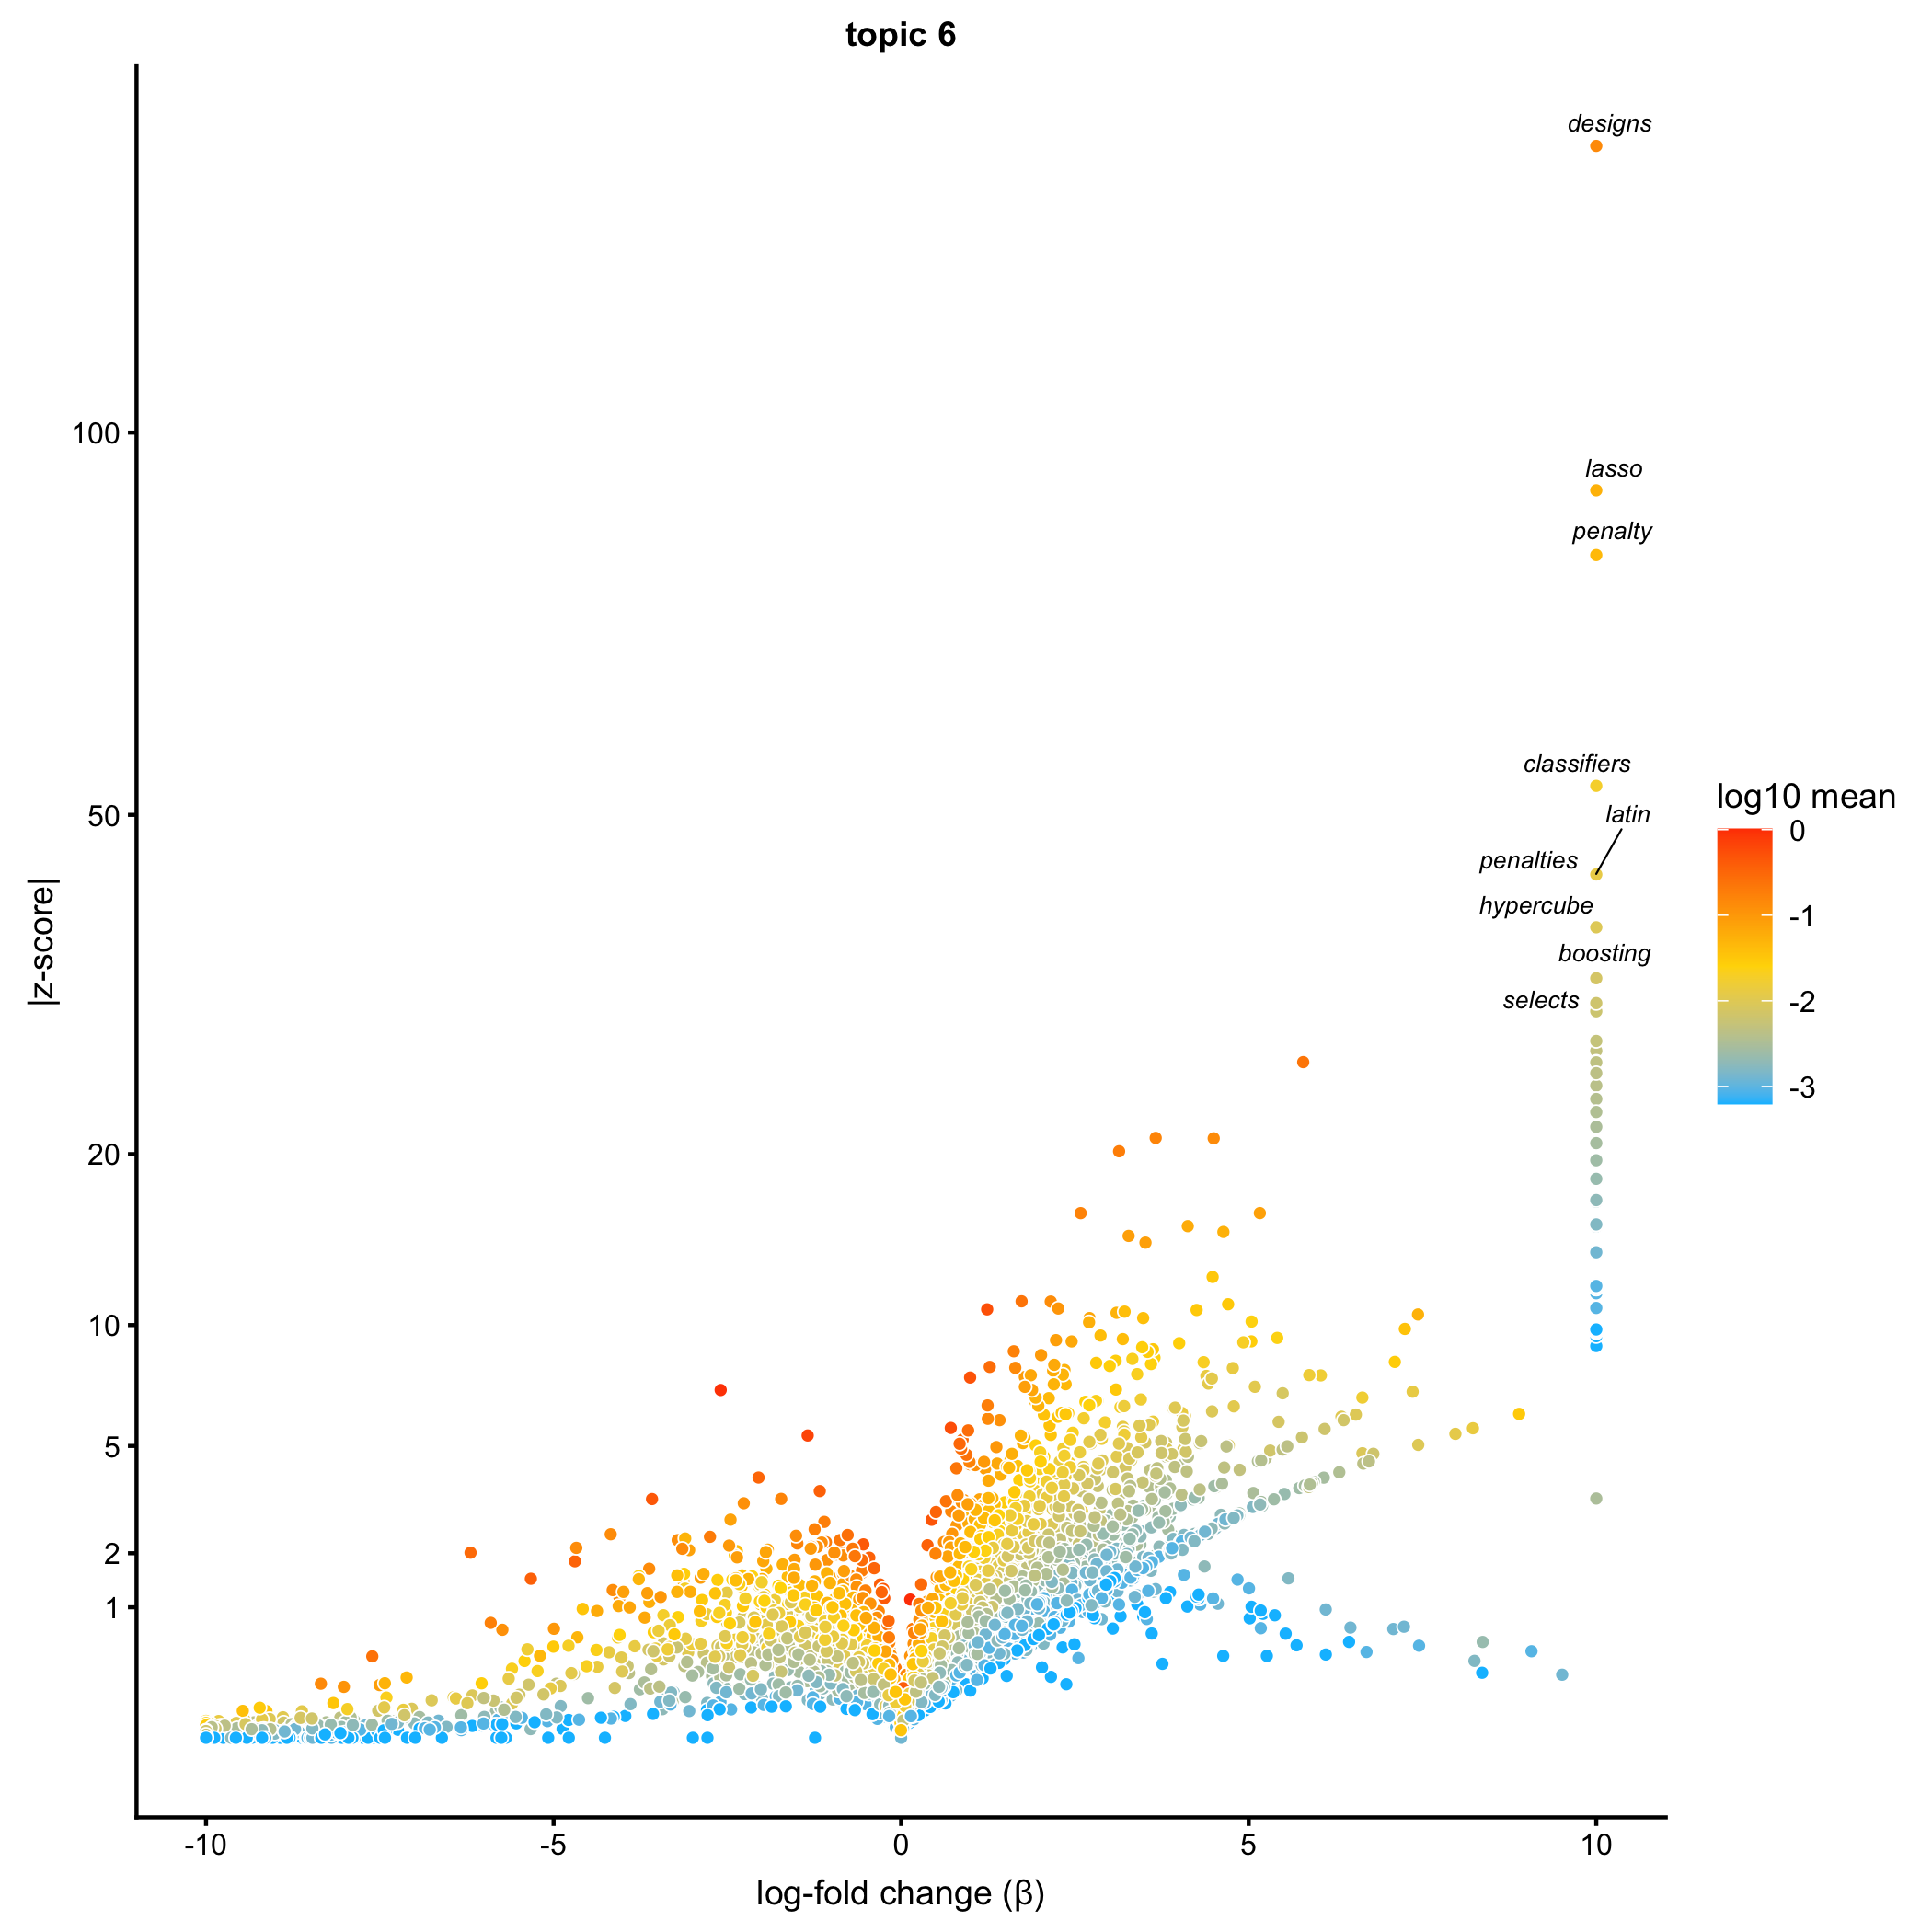 topic 6
designs
100
lasso
penalty
classifiers
50
latin
penalties
hypercube
boosting
selects
20
10
5
2
1
|z-score|
log10 mean
0
-1
-2
-3
-10 -5 0 5 10
log-fold change (β)